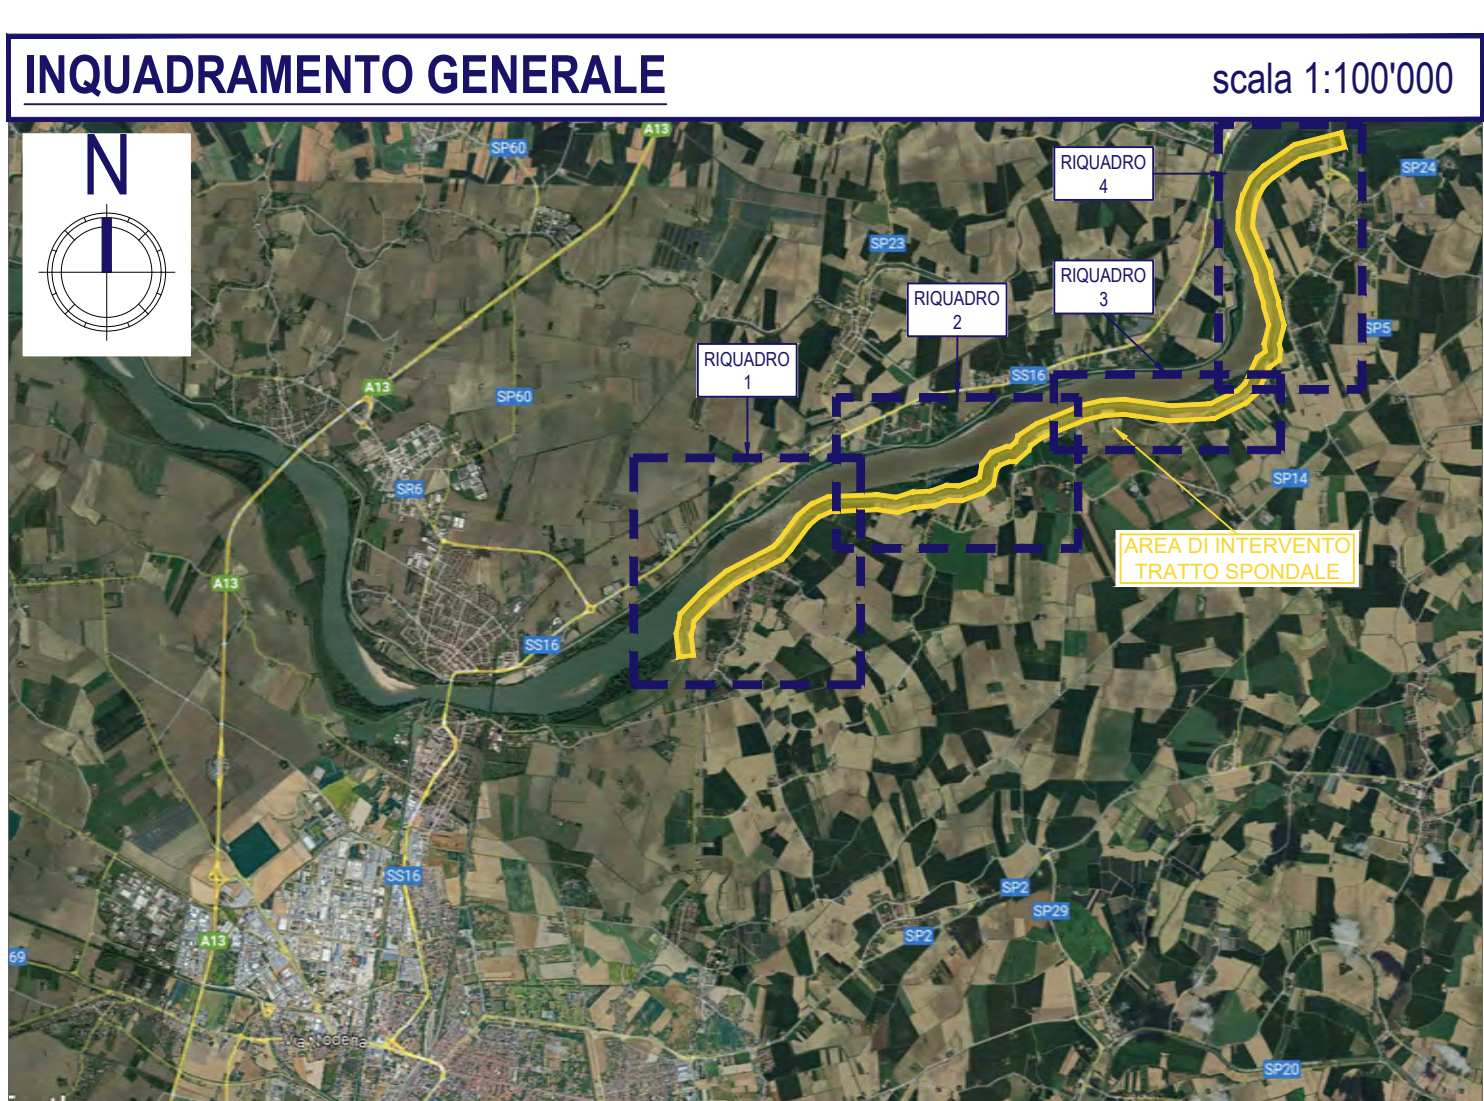 INQUADRAMENTO GENERALE
scala 1:100'000
N
A13
SP60
RIQUADRO
4
SP24
SP23
RIQUADRO
3
RIQUADRO
2
SP5
RIQUADRO
1
SS16
A13
SP60
SR6
SP14
AREA DI INTERVENTO
TRATTO SPONDALE
A13
SS16
SS16
SP2
SP29
SP2
A13
69
Via Modena
SP20